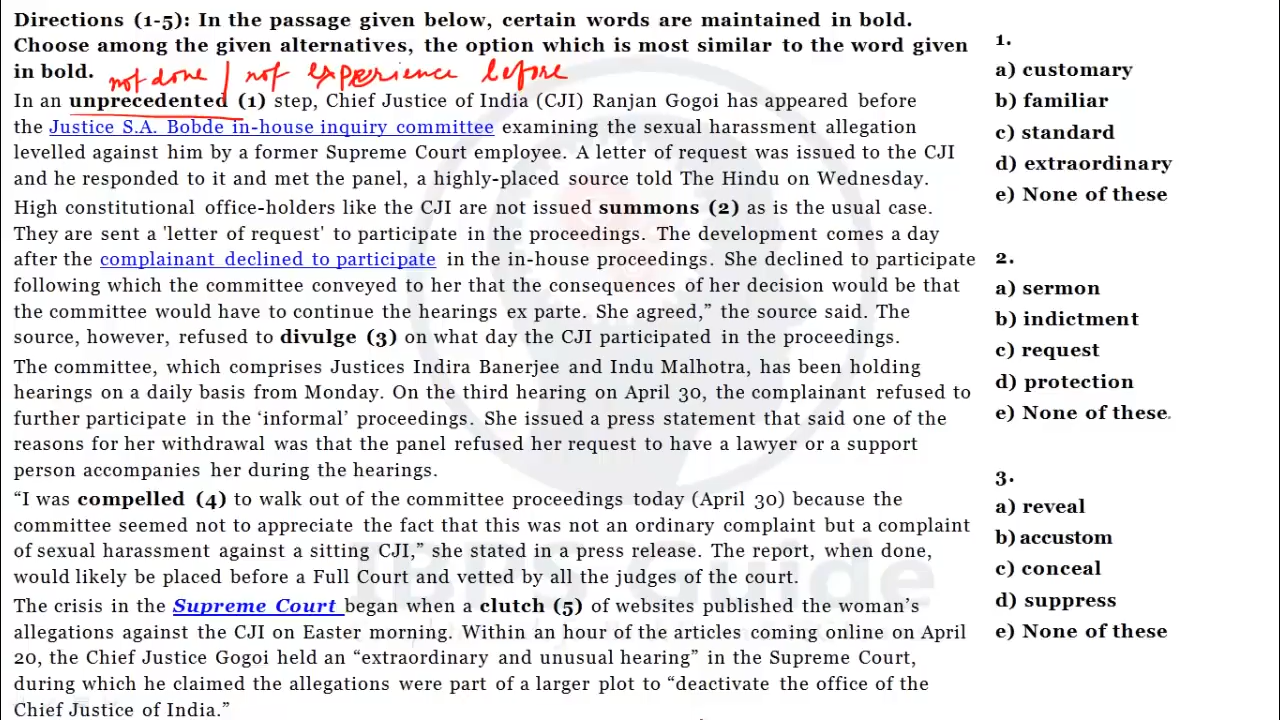 Directions (1-5): In the passage given below, certain words are maintained in bold.
Choose among the given alternatives, the option which is most similar to the word given
in bold.
not done / not experience before
In an unprecedented (1) step, Chief Justice of India (CJI) Ranjan Gogoi has appeared before
the Justice S.A. Bobde in-house inquiry committee examining the sexual harassment allegation
levelled against him by a former Supreme Court employee. A letter of request was issued to the CJI
and he responded to it and met the panel, a highly-placed source told The Hindu on Wednesday.
High constitutional office-holders like the CJI are not issued summons (2) as is the usual case.
They are sent a 'letter of request' to participate in the proceedings. The development comes a day
after the complainant declined to participate in the in-house proceedings. She declined to participate
following which the committee conveyed to her that the consequences of her decision would be that
the committee would have to continue the hearings ex parte. She agreed,” the source said. The
source, however, refused to divulge (3) on what day the CJI participated in the proceedings.
The committee, which comprises Justices Indira Banerjee and Indu Malhotra, has been holding
hearings on a daily basis from Monday. On the third hearing on April 30, the complainant refused to
further participate in the ‘informal’ proceedings. She issued a press statement that said one of the
reasons for her withdrawal was that the panel refused her request to have a lawyer or a support
person accompanies her during the hearings.
“I was compelled (4) to walk out of the committee proceedings today (April 30) because the
committee seemed not to appreciate the fact that this was not an ordinary complaint but a complaint
of sexual harassment against a sitting CJI,” she stated in a press release. The report, when done,
would likely be placed before a Full Court and vetted by all the judges of the court.
The crisis in the Supreme Court began when a clutch (5) of websites published the woman’s
allegations against the CJI on Easter morning. Within an hour of the articles coming online on April
20, the Chief Justice Gogoi held an “extraordinary and unusual hearing” in the Supreme Court,
during which he claimed the allegations were part of a larger plot to “deactivate the office of the
Chief Justice of India.”
1.
a) customary
b) familiar
c) standard
d) extraordinary
e) None of these
2.
a) sermon
b) indictment
c) request
d) protection
e) None of these.
3.
a) reveal
b) accustom
c) conceal
d) suppress
e) None of these
IBPS Guide